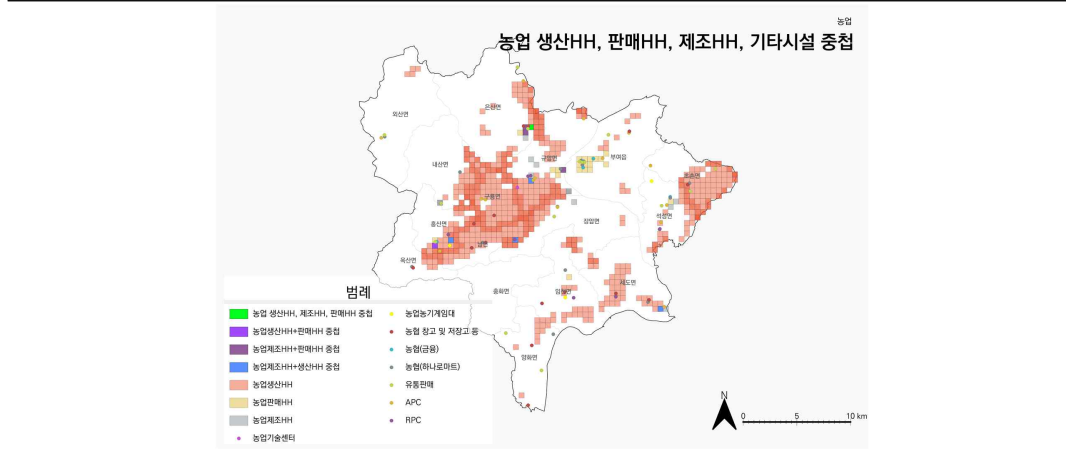 농업
농업 생산HH, 판매HH, 제조HH, 기타시설 중첩
외산면
은산면
내산면
규암면
부여읍
구룡면
초촌면
홍산면
장암면
석성면
남면
옥산면
충화면
임천면
세도면
양화면
범례
농업 생산HH, 제조HH, 판매HH 중첩
농업생산HH+판매HH 중첩
농업제조HH+판매HH 중첩
농업제조HH+생산HH 중첩
농업생산HH
농업판매HH
농업제조HH
농업기술센터
농업농기계임대
농협 창고 및 저장고 등
농협(금융)
농협(하나로마트)
유통판매
APC
RPC
N
0 5 10 km